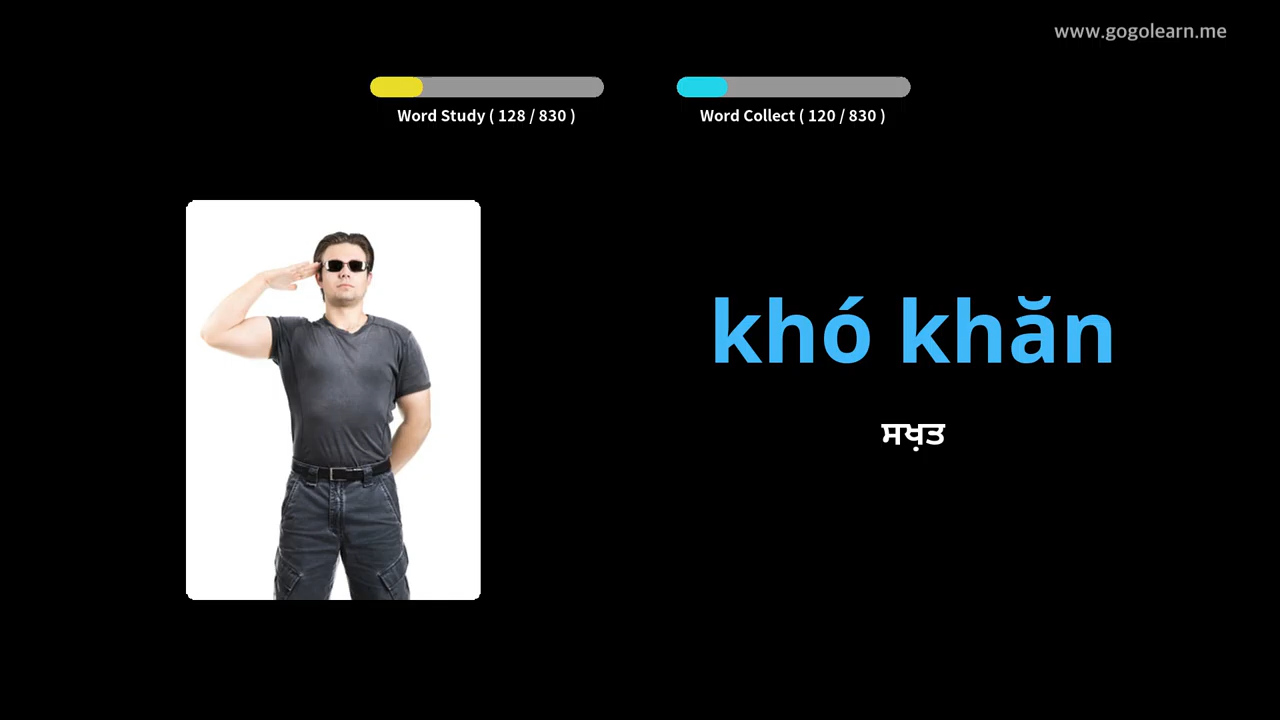 www.gogolearn.me
Word Study ( 128 / 830 )
Word Collect ( 120 / 830 )
khó khăn
ਸਖ਼ਤ